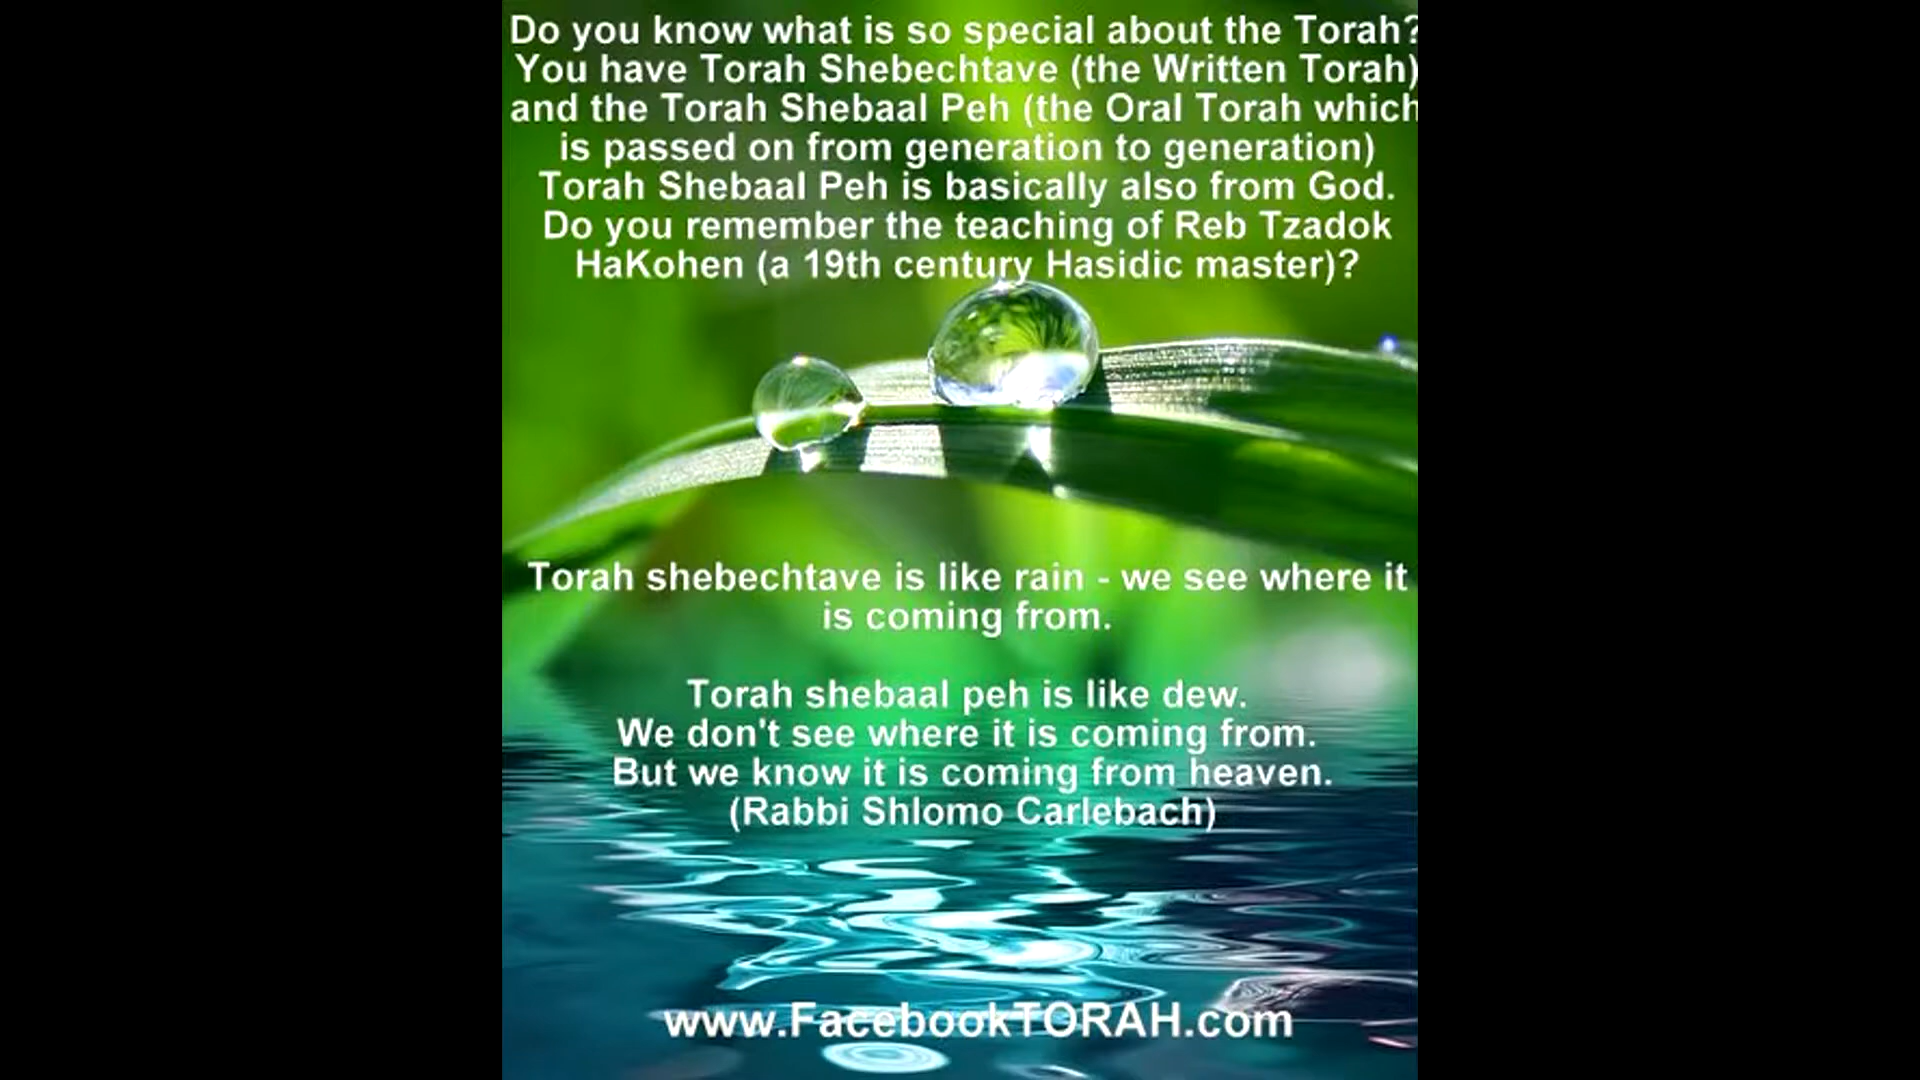 Do you know what is so special about the Torah?
You have Torah Shebechtave (the Written Torah)
and the Torah Shebaal Peh (the Oral Torah which
is passed on from generation to generation)
Torah Shebaal Peh is basically also from God.
Do you remember the teaching of Reb Tzadok
HaKohen (a 19th century Hasidic master)?
Torah shebechtave is like rain - we see where it
is coming from.
Torah shebaal peh is like dew.
We don't see where it is coming from.
But we know it is coming from heaven.
(Rabbi Shlomo Carlebach)
www.FacebookTORAH.com